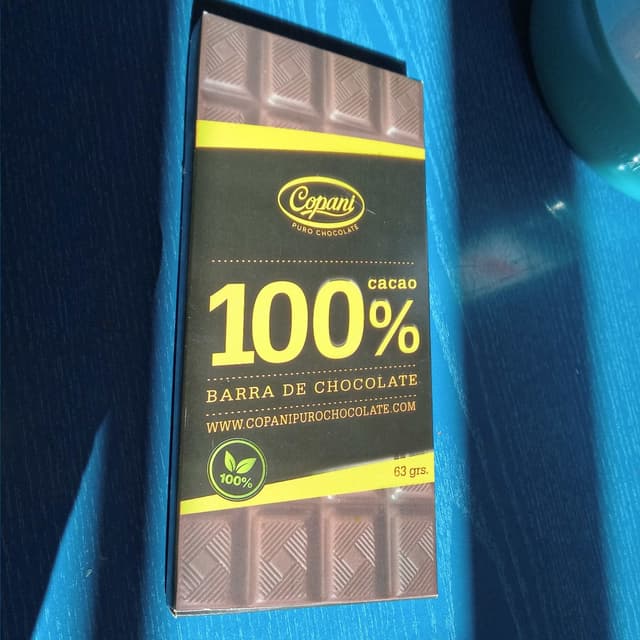 Copani
PURO CHOCOLATE
cacao
100%
BARRA DE CHOCOLATE
WWW.COPANIPUROCHOCOLATE.COM
100%
63 grs.